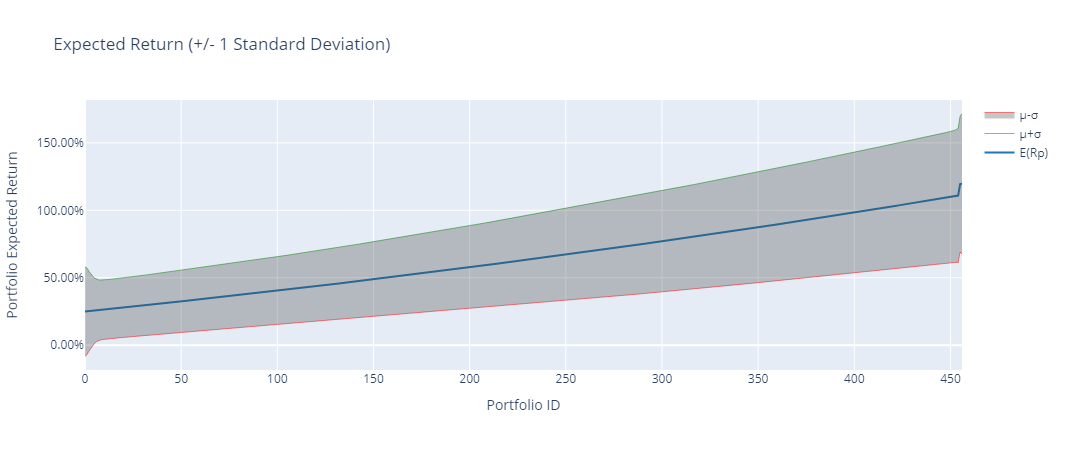 Expected Return (+/- 1 Standard Deviation)
150.00%
100.00%
50.00%
0.00%
Portfolio Expected Return
0 50 100 150 200 250 300 350 400 450
Portfolio ID
μ-σ
μ+σ
E(Rp)